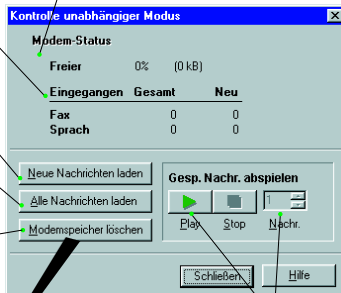 Kontrolle unabhängiger Modus
Modem-Status
Freier 0% (0 kB)
Eingegangen Gesamt Neu
Fax 0 0
Sprach 0 0
Neue Nachrichten laden
Alle Nachrichten laden
Modemspeicher löschen
Gesp. Nachr. abspielen
1
Play Stop Nachr.
Schließen Hilfe